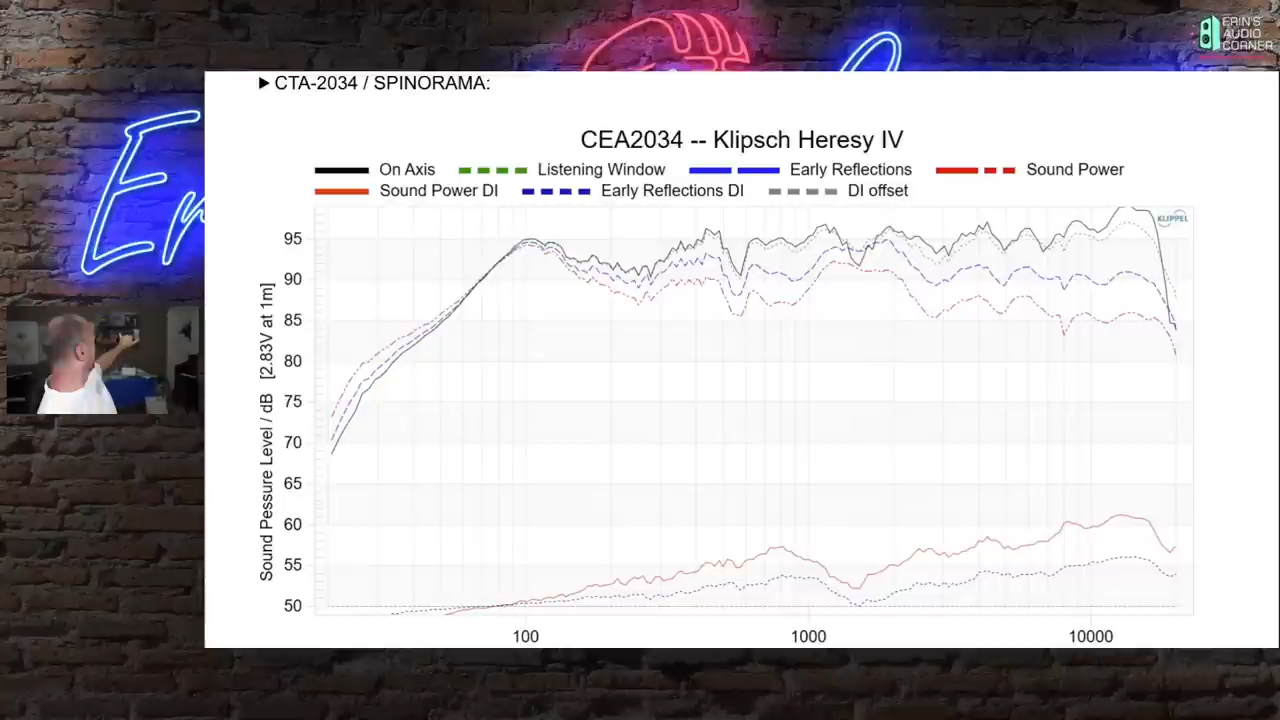 ERIN'S
AUDIO
CORNER
▶ CTA-2034 / SPINORAMA:
CEA2034 -- Klipsch Heresy IV
On Axis Listening Window Early Reflections Sound Power
Sound Power DI Early Reflections DI DI offset
KLIPPEL
Sound Pessure Level / dB [2.83V at 1m]
95
90
85
80
75
70
65
60
55
50
100 1000 10000
Er